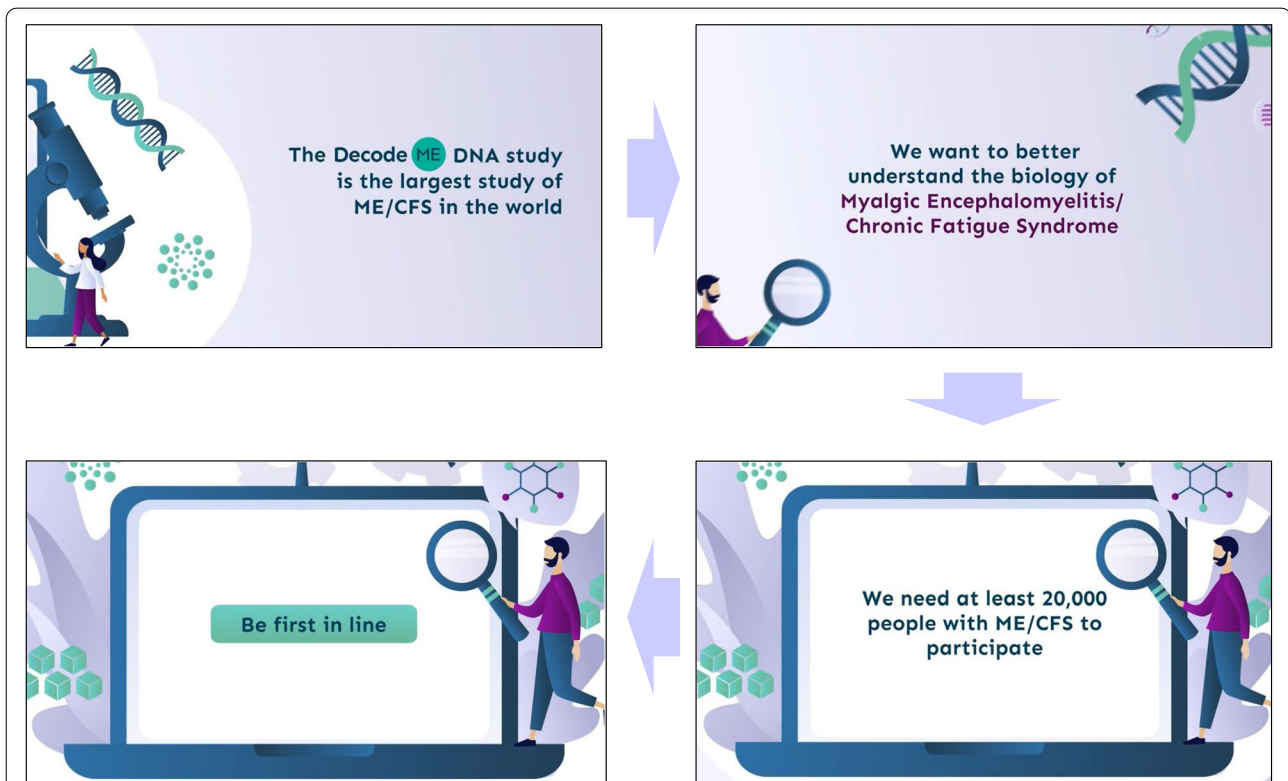 The Decode ME DNA study
is the largest study of
ME/CFS in the world
We want to better
understand the biology of
Myalgic Encephalomyelitis/
Chronic Fatigue Syndrome
We need at least 20,000
people with ME/CFS to
participate
Be first in line